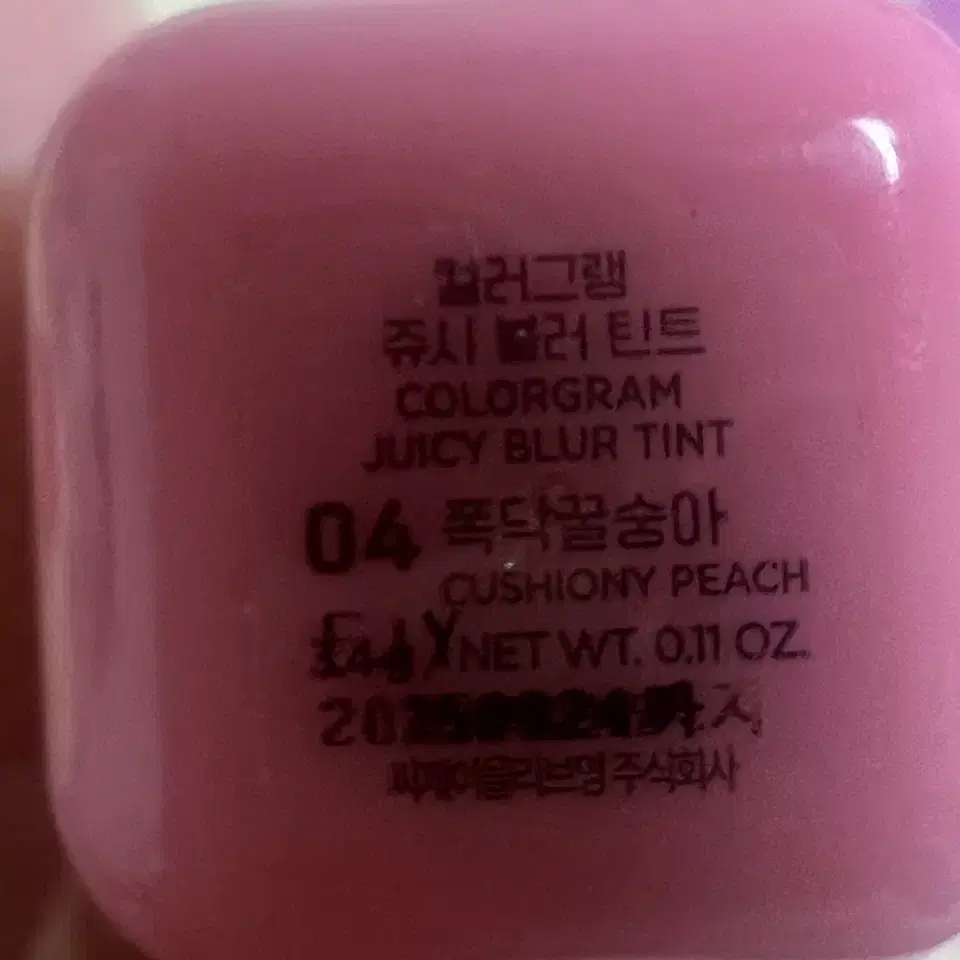 컬러그램
쥬시 블러 틴트
COLORGRAM
JUICY BLUR TINT
04 폭닥꿀숭아
CUSHIONY PEACH
NET WT. 0.11 OZ.
씨제이올리브영 주식회사